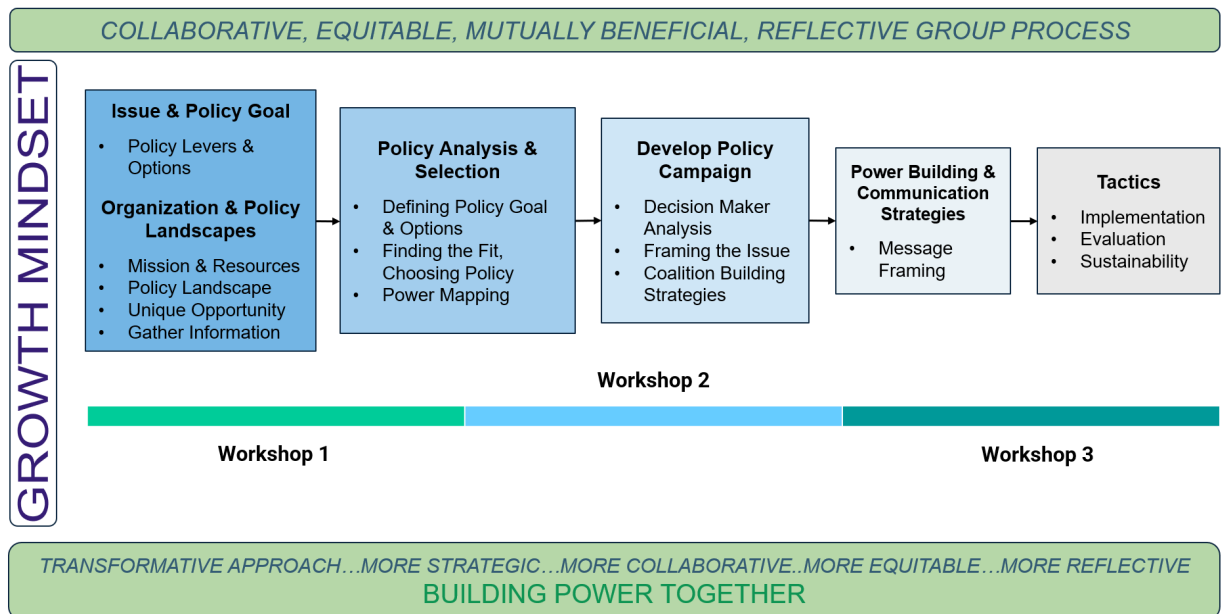 COLLABORATIVE, EQUITABLE, MUTUALLY BENEFICIAL, REFLECTIVE GROUP PROCESS
GROWTH MINDSET
Issue & Policy Goal
• Policy Levers &
Options
Organization & Policy
Landscapes
• Mission & Resources
• Policy Landscape
• Unique Opportunity
• Gather Information
Policy Analysis &
Selection
• Defining Policy Goal
& Options
• Finding the Fit,
Choosing Policy
• Power Mapping
Develop Policy
Campaign
• Decision Maker
Analysis
• Framing the Issue
• Coalition Building
Strategies
Power Building &
Communication
Strategies
• Message
Framing
Tactics
• Implementation
• Evaluation
• Sustainability
Workshop 2
Workshop 1
Workshop 3
TRANSFORMATIVE APPROACH…MORE STRATEGIC…MORE COLLABORATIVE..MORE EQUITABLE…MORE REFLECTIVE
BUILDING POWER TOGETHER